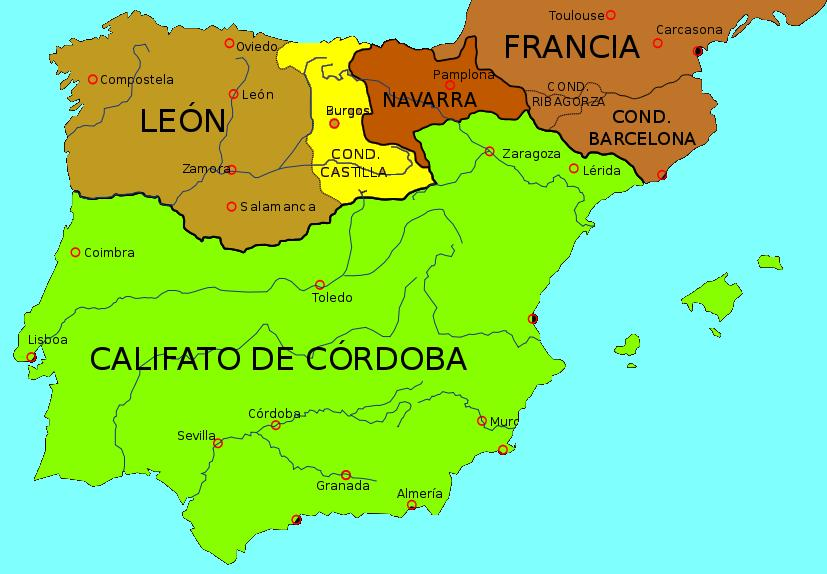 Toulouse
Carcasona
Oviedo
FRANCIA
Compostela
Pamplona
León
COND.
RIBAGORZA
NAVARRA
LEÓN
Burgos
COND.
BARCELONA
COND.
CASTILLA
Zaragoza
Zamora
Lérida
Salamanca
Coimbra
Toledo
Lisboa
CALIFATO DE CÓRDOBA
Córdoba
Murc
Sevilla
Granada
Almería